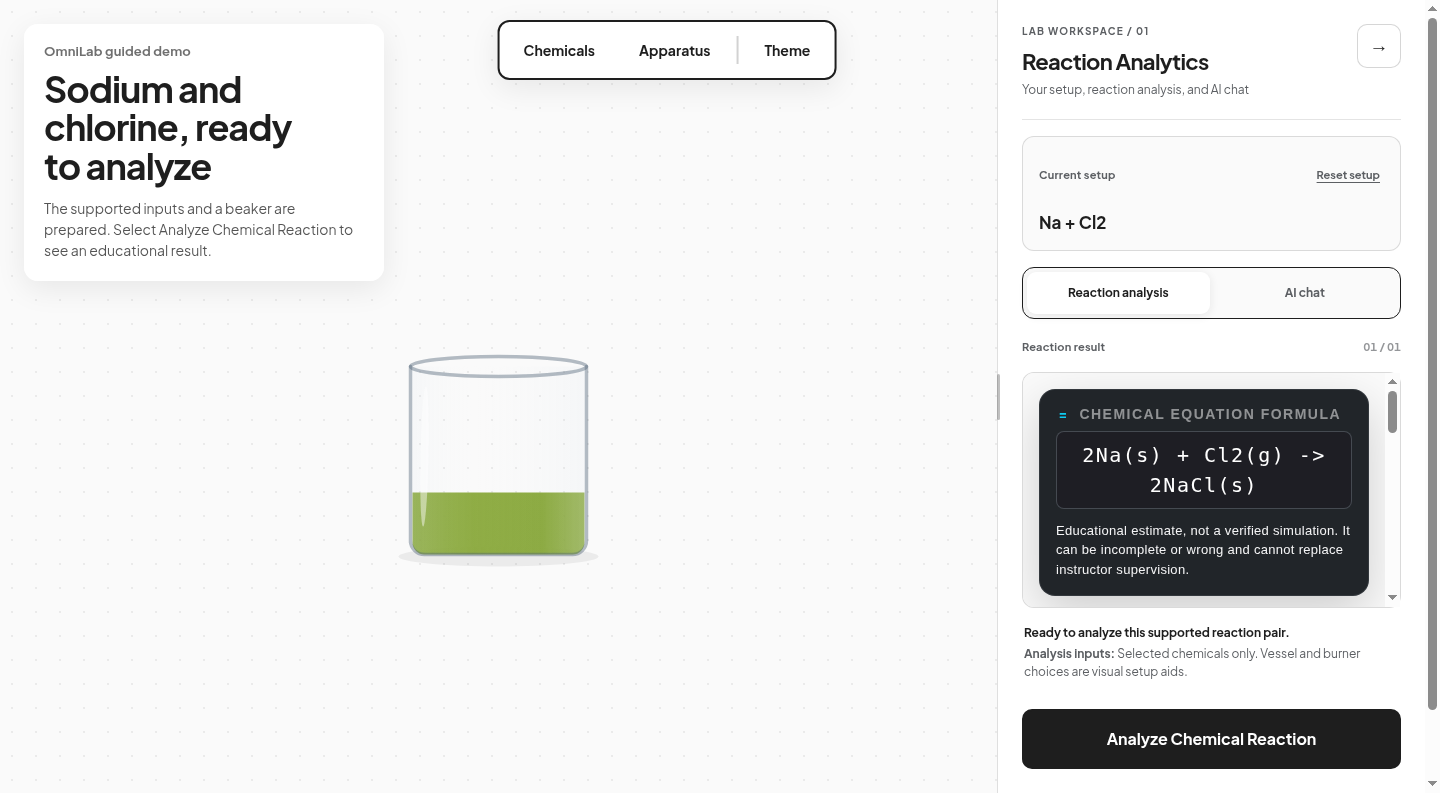 OmniLab guided demo
Sodium and
chlorine, ready
to analyze
The supported inputs and a beaker are
prepared. Select Analyze Chemical Reaction to
see an educational result.
Chemicals
Apparatus
Theme
LAB WORKSPACE / 01
Reaction Analytics
Your setup, reaction analysis, and AI chat
→
Current setup
Reset setup
Na + Cl2
Reaction analysis
AI chat
Reaction result
01 / 01
= CHEMICAL EQUATION FORMULA
2Na(s) + Cl2(g) ->
2NaCl(s)
Educational estimate, not a verified simulation. It
can be incomplete or wrong and cannot replace
instructor supervision.
Ready to analyze this supported reaction pair.
Analysis inputs: Selected chemicals only. Vessel and burner
choices are visual setup aids.
Analyze Chemical Reaction